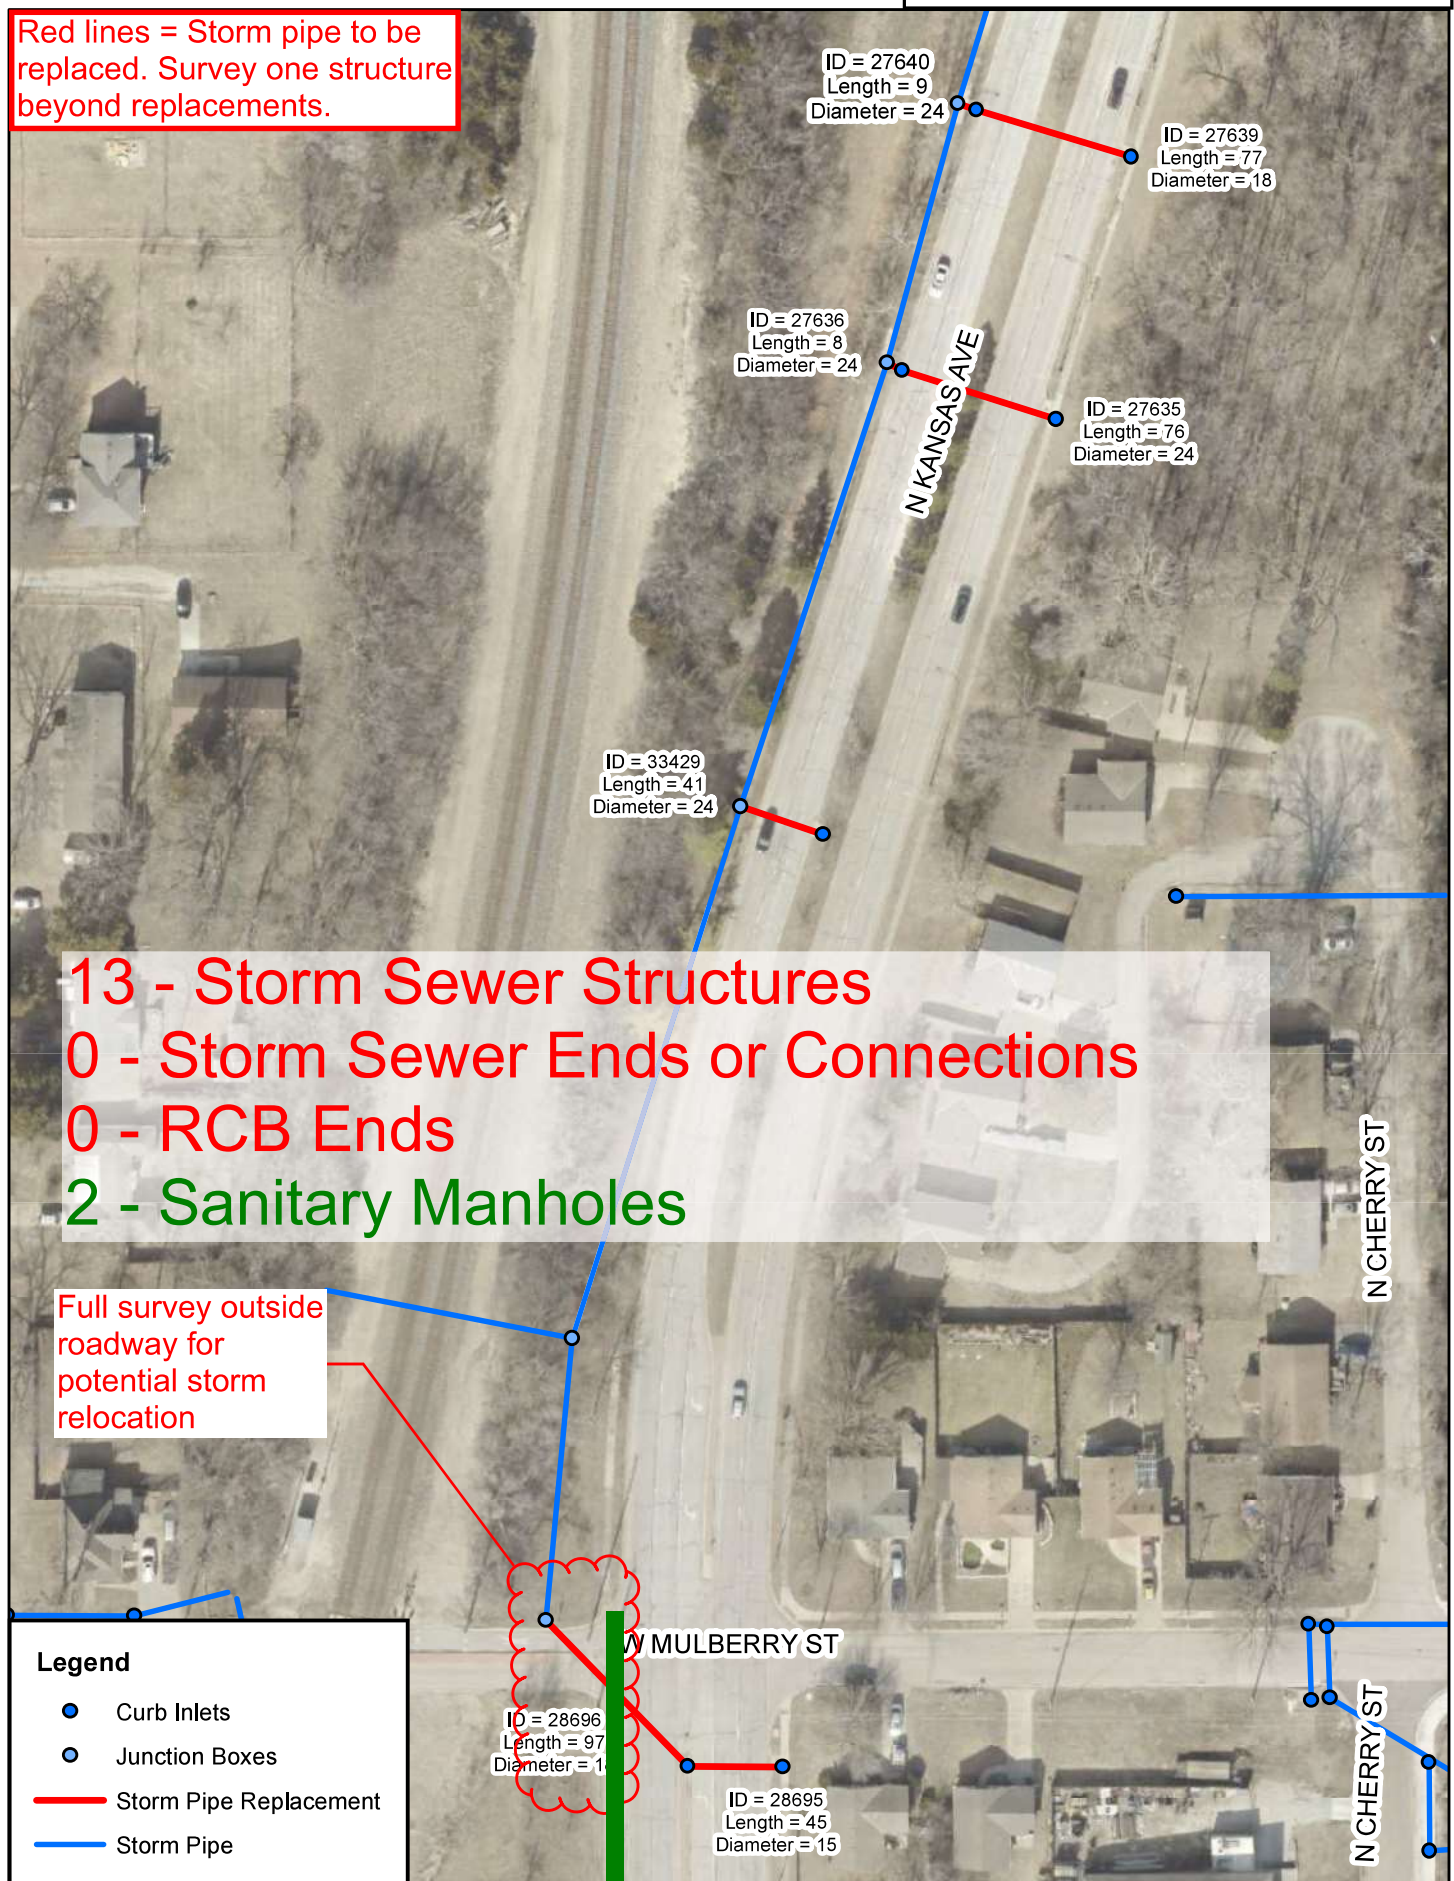 Red lines = Storm pipe to be
replaced. Survey one structure
beyond replacements.
ID = 27640
Length = 9
Diameter = 24
ID = 27639
Length = 77
Diameter = 18
ID = 27636
Length = 8
Diameter = 24
N KANSAS AVE
ID = 27635
Length = 76
Diameter = 24
ID = 33429
Length = 41
Diameter = 24
13 - Storm Sewer Structures
0 - Storm Sewer Ends or Connections
0 - RCB Ends
2 - Sanitary Manholes
N CHERRY ST
Full survey outside
roadway for
potential storm
relocation
W MULBERRY ST
ID = 28696
Length = 97
Diameter =
ID = 28695
Length = 45
Diameter = 15
N CHERRY ST
Legend
Curb Inlets
Junction Boxes
Storm Pipe Replacement
Storm Pipe